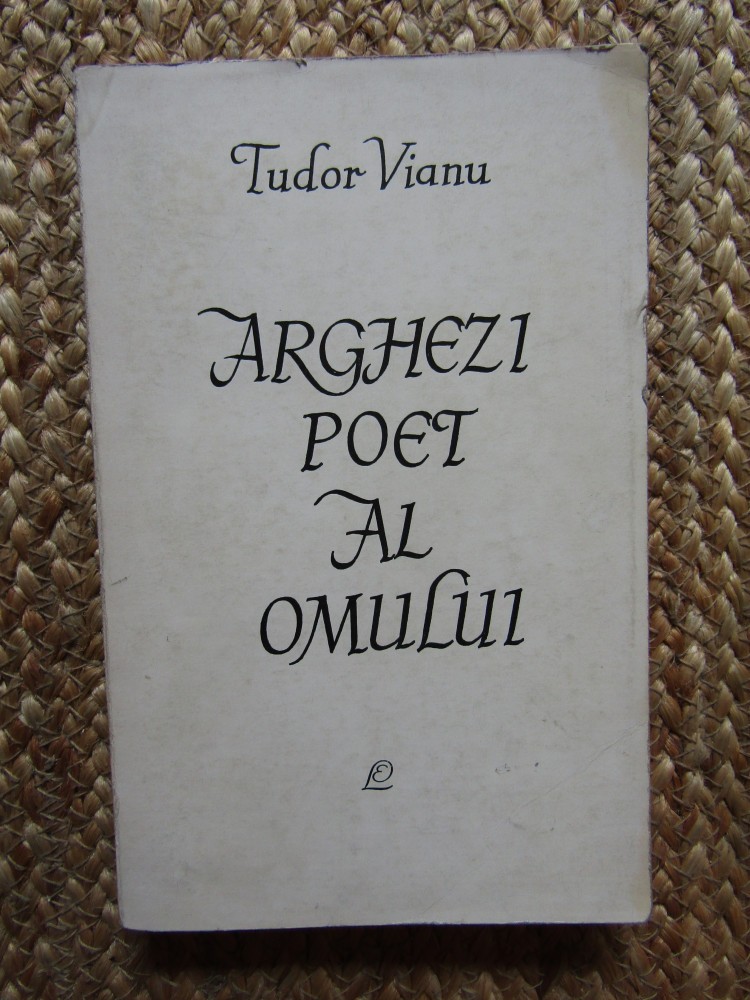 Tudor Vianu
ARGHEZI
POET
AL
OMULUI